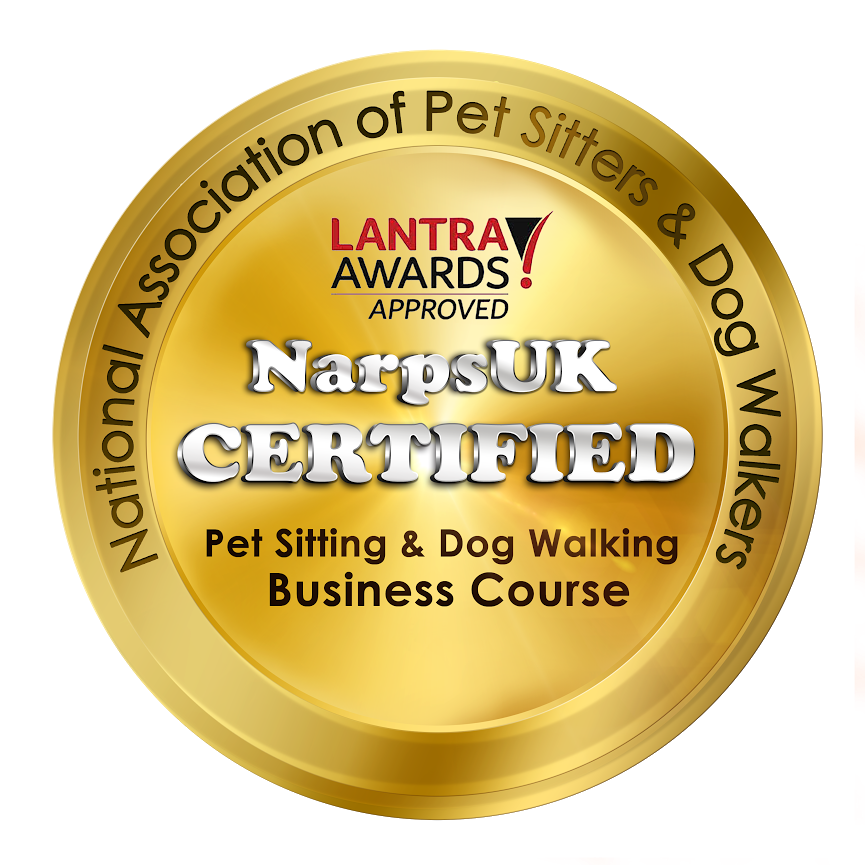 National Association of Pet Sitters & Dog Walkers
LANTRA
AWARDS
APPROVED
NarpsUK
CERTIFIED
Pet Sitting & Dog Walking
Business Course